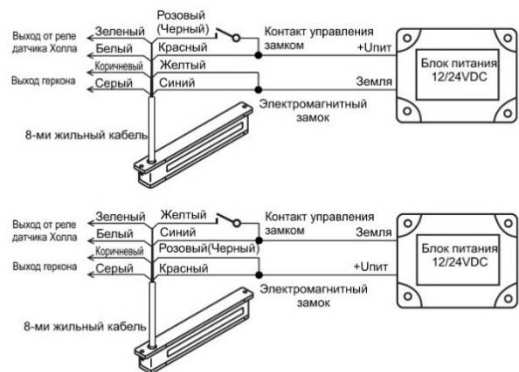 Розовый
(Черный)
Зеленый
Контакт управления
замком
Выход от реле
датчика Холла
Белый
Красный
+Uпит
Коричневый
Желтый
Выход геркона
Серый
Синий
Земля
Блок питания
12/24VDC
Электромагнитный
замок
8-ми жильный кабель
Зеленый
Желтый
Контакт управления
замком
Выход от реле
датчика Холла
Белый
Синий
Земля
Коричневый
Розовый(Черный)
Выход геркона
Серый
Красный
+Uпит
Блок питания
12/24VDC
Электромагнитный
замок
8-ми жильный кабель